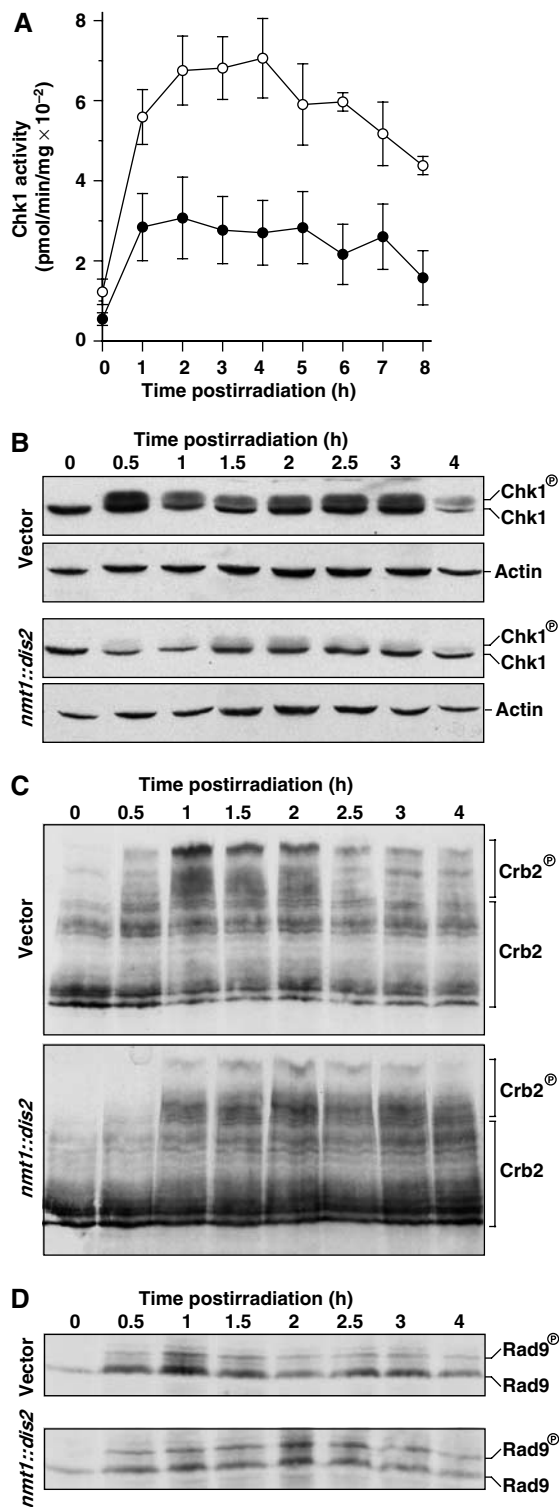 A
Chk1 activity
(pmol/min/mg × 10⁻²)
8
6
4
2
0
0 1 2 3 4 5 6 7 8
Time postirradiation (h)
B
Time postirradiation (h)
0 0.5 1 1.5 2 2.5 3 4
Vector
Chk1Ⓟ
Chk1
Actin
nmt1::dis2
Chk1Ⓟ
Chk1
Actin
C
Time postirradiation (h)
0 0.5 1 1.5 2 2.5 3 4
Vector
Crb2Ⓟ
Crb2
nmt1::dis2
Crb2Ⓟ
Crb2
D
Time postirradiation (h)
0 0.5 1 1.5 2 2.5 3 4
Vector
Rad9Ⓟ
Rad9
nmt1::dis2
Rad9Ⓟ
Rad9